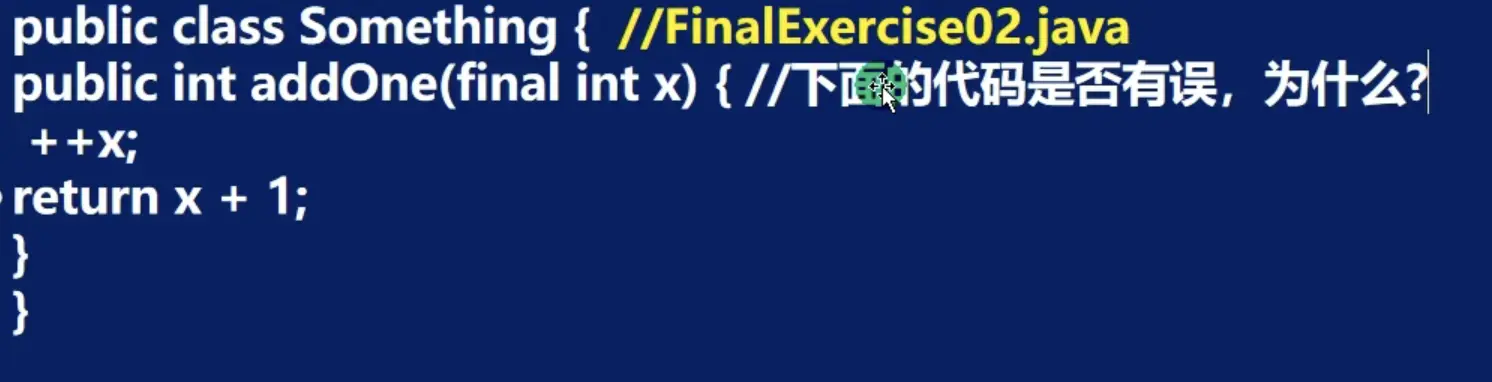 public class Something {  //FinalExercise02.java
public int addOne(final int x) { //下面的代码是否有误，为什么?
++x;
return x + 1;
}
}